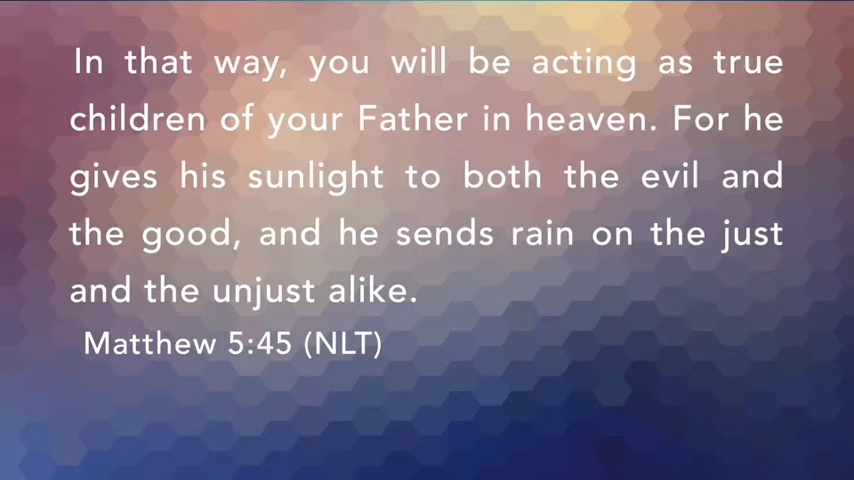 In that way, you will be acting as true
children of your Father in heaven. For he
gives his sunlight to both the evil and
the good, and he sends rain on the just
and the unjust alike.
Matthew 5:45 (NLT)